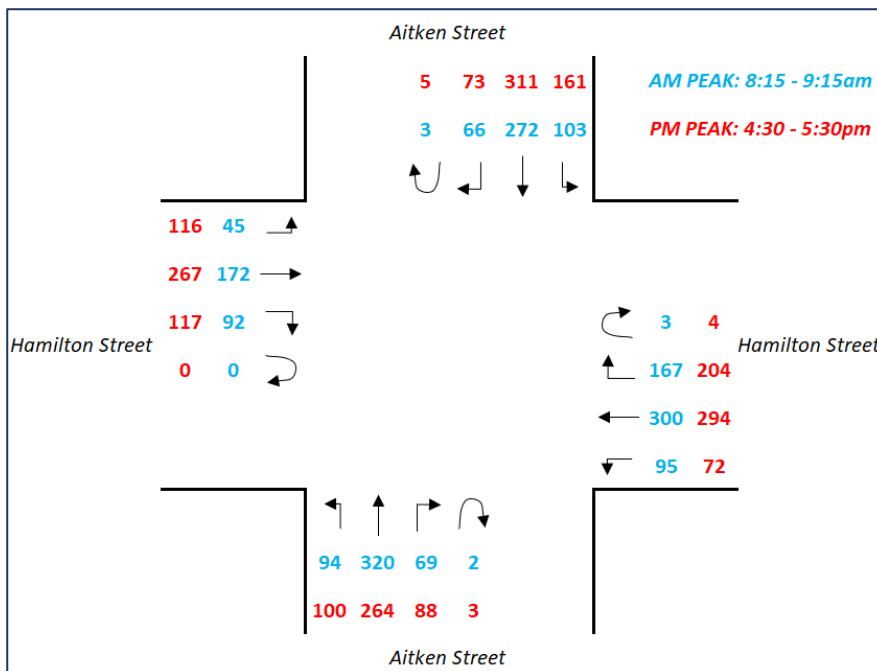 Aitken Street
5 73 311 161
AM PEAK: 8:15 - 9:15am
3 66 272 103
PM PEAK: 4:30 - 5:30pm
116 45
267 172
117 92
3 4
Hamilton Street
Hamilton Street
0 0
167 204
300 294
95 72
94 320 69 2
100 264 88 3
Aitken Street